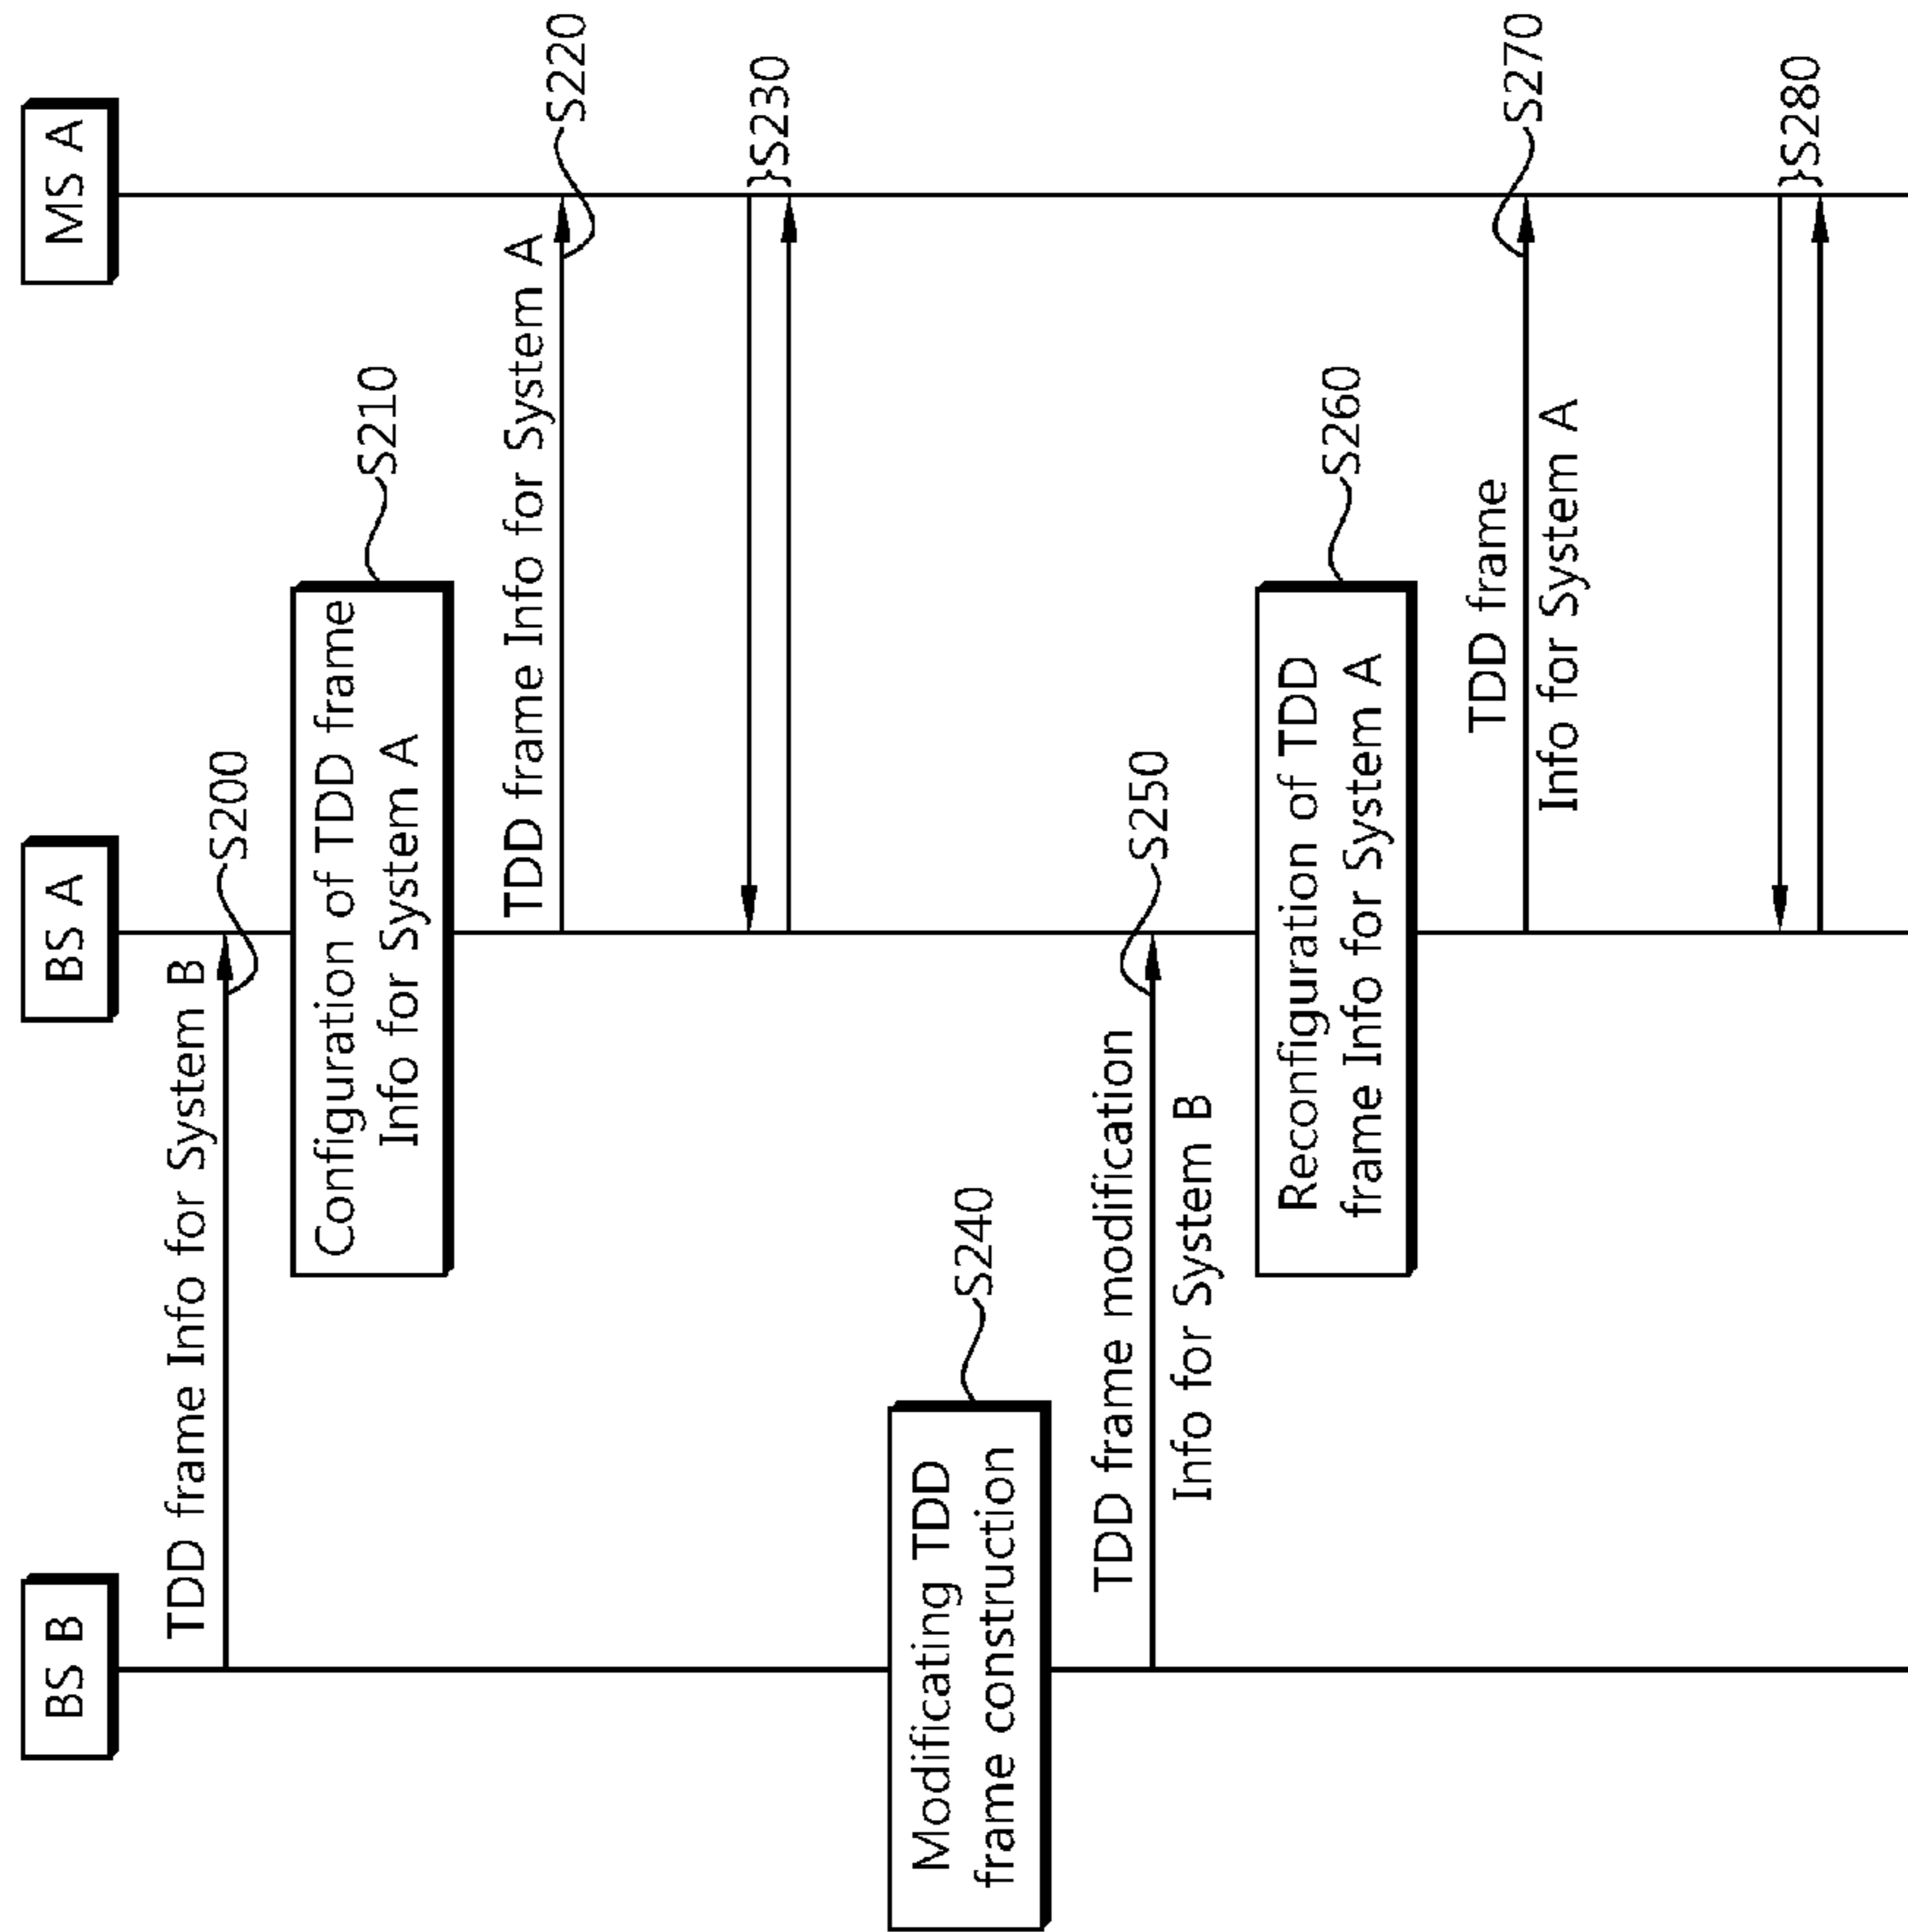 BS B
BS A
MS A
TDD frame Info for System B
S200
Configuration of TDD frame
Info for System A
S210
TDD frame Info for System A
S220
}S230
Modificating TDD
frame construction
S240
TDD frame modification
Info for System B
S250
Reconfiguration of TDD
frame Info for System A
S260
TDD frame
Info for System A
S270
}S280